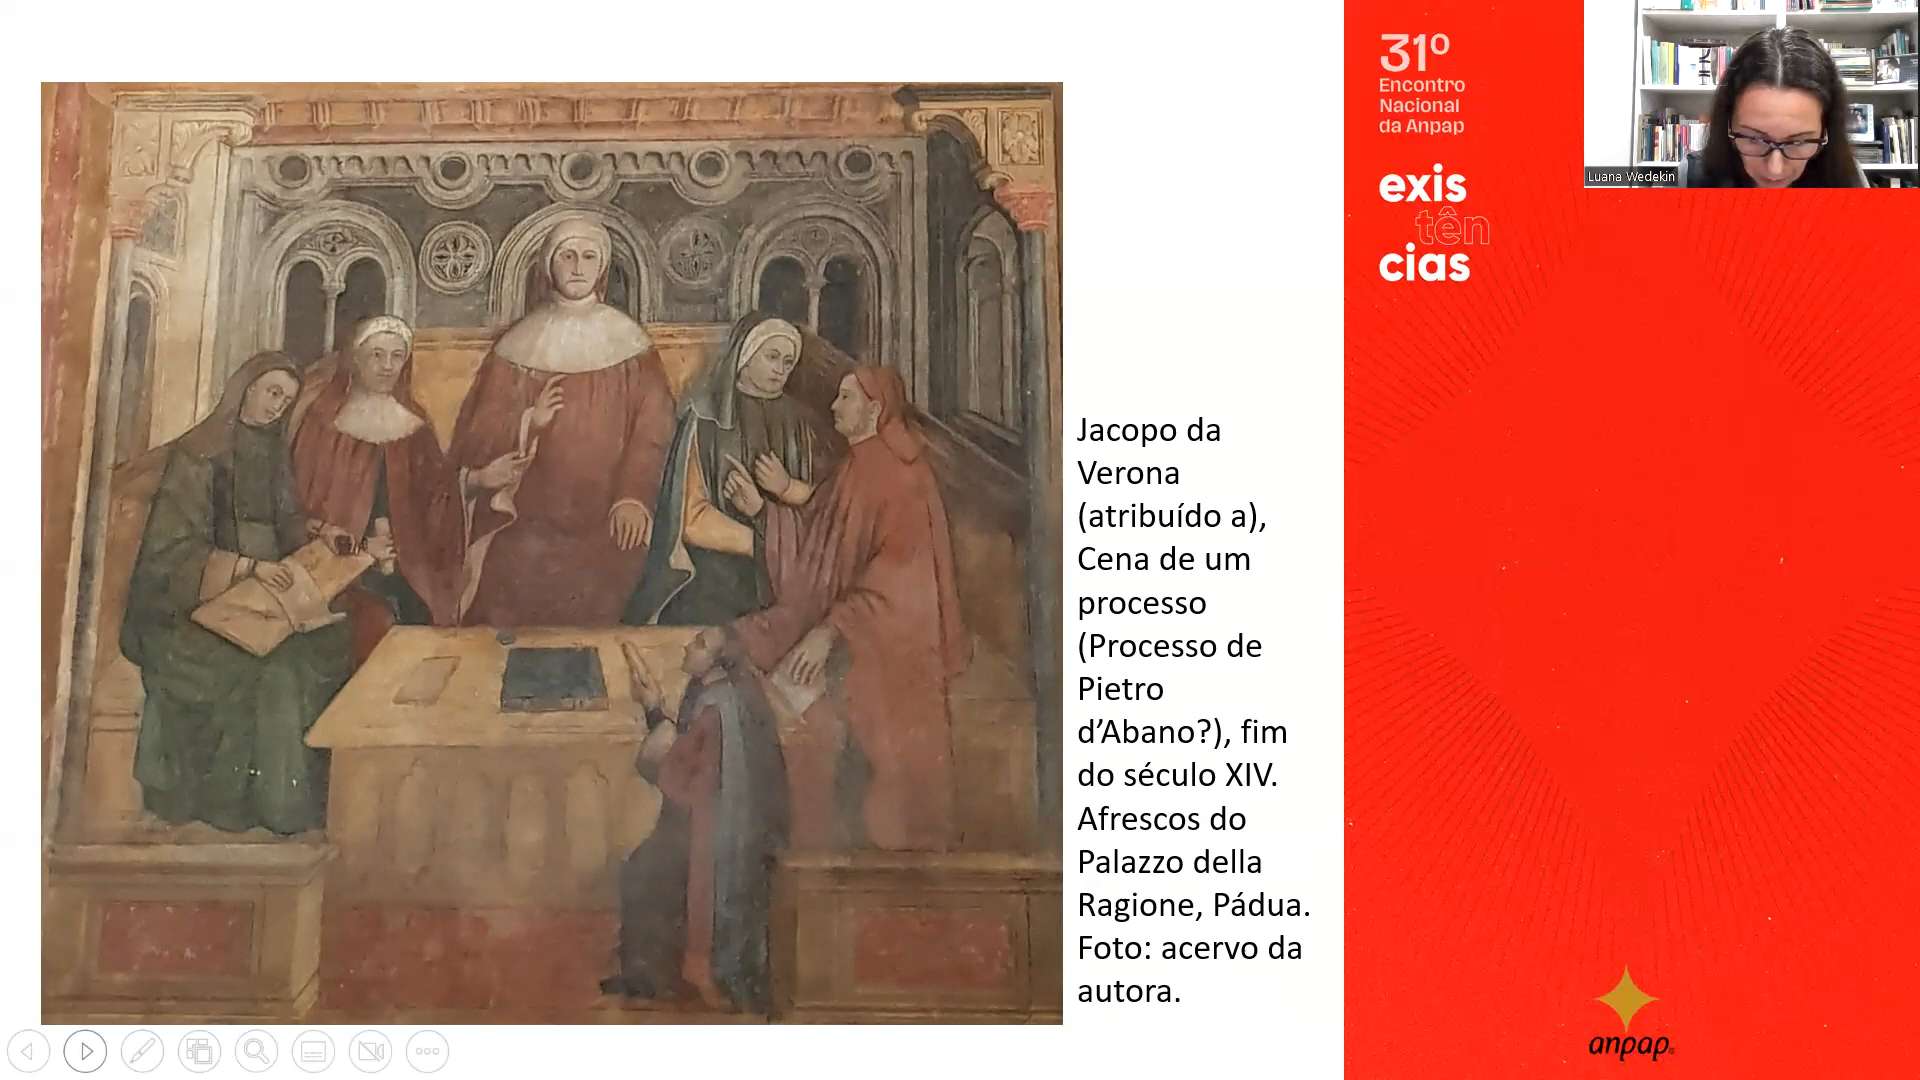 Jacopo da
Verona
(atribuído a),
Cena de um
processo
(Processo de
Pietro
d’Abano?), fim
do século XIV.
Afrescos do
Palazzo della
Ragione, Pádua.
Foto: acervo da
autora.
31º
Encontro
Nacional
da Anpap
exis
tên
cias
Luana Wedekin
anpap